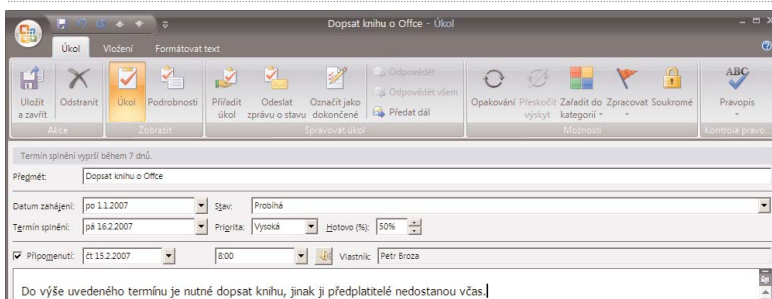 Dopsat knihu o Offce - Úkol
Úkol Vložení Formátovat text
Uložit a zavřít Odstranit Úkol Podrobnosti Přiřadit úkol Odeslat zprávu o stavu Označit jako dokončené Odpovědět Odpovědět všem Předat dál Opakování Přeskočit výskyt Zařadit do kategorií Zpracovat Soukromé ABC Pravopis
Akce Zobrazit Spravovat úkol Možnosti Kontrola pravo...
Termín splnění vyprší během 7 dnů.
Předmět: Dopsat knihu o Offce
Datum zahájení: po 1.1.2007 Stav: Probíhá
Termín splnění: pá 16.2.2007 Priorita: Vysoká Hotovo (%): 50%
Připomenutí: čt 15.2.2007 8:00 Vlastník: Petr Broza
Do výše uvedeného termínu je nutné dopsat knihu, jinak ji předplatitelé nedostanou včas.